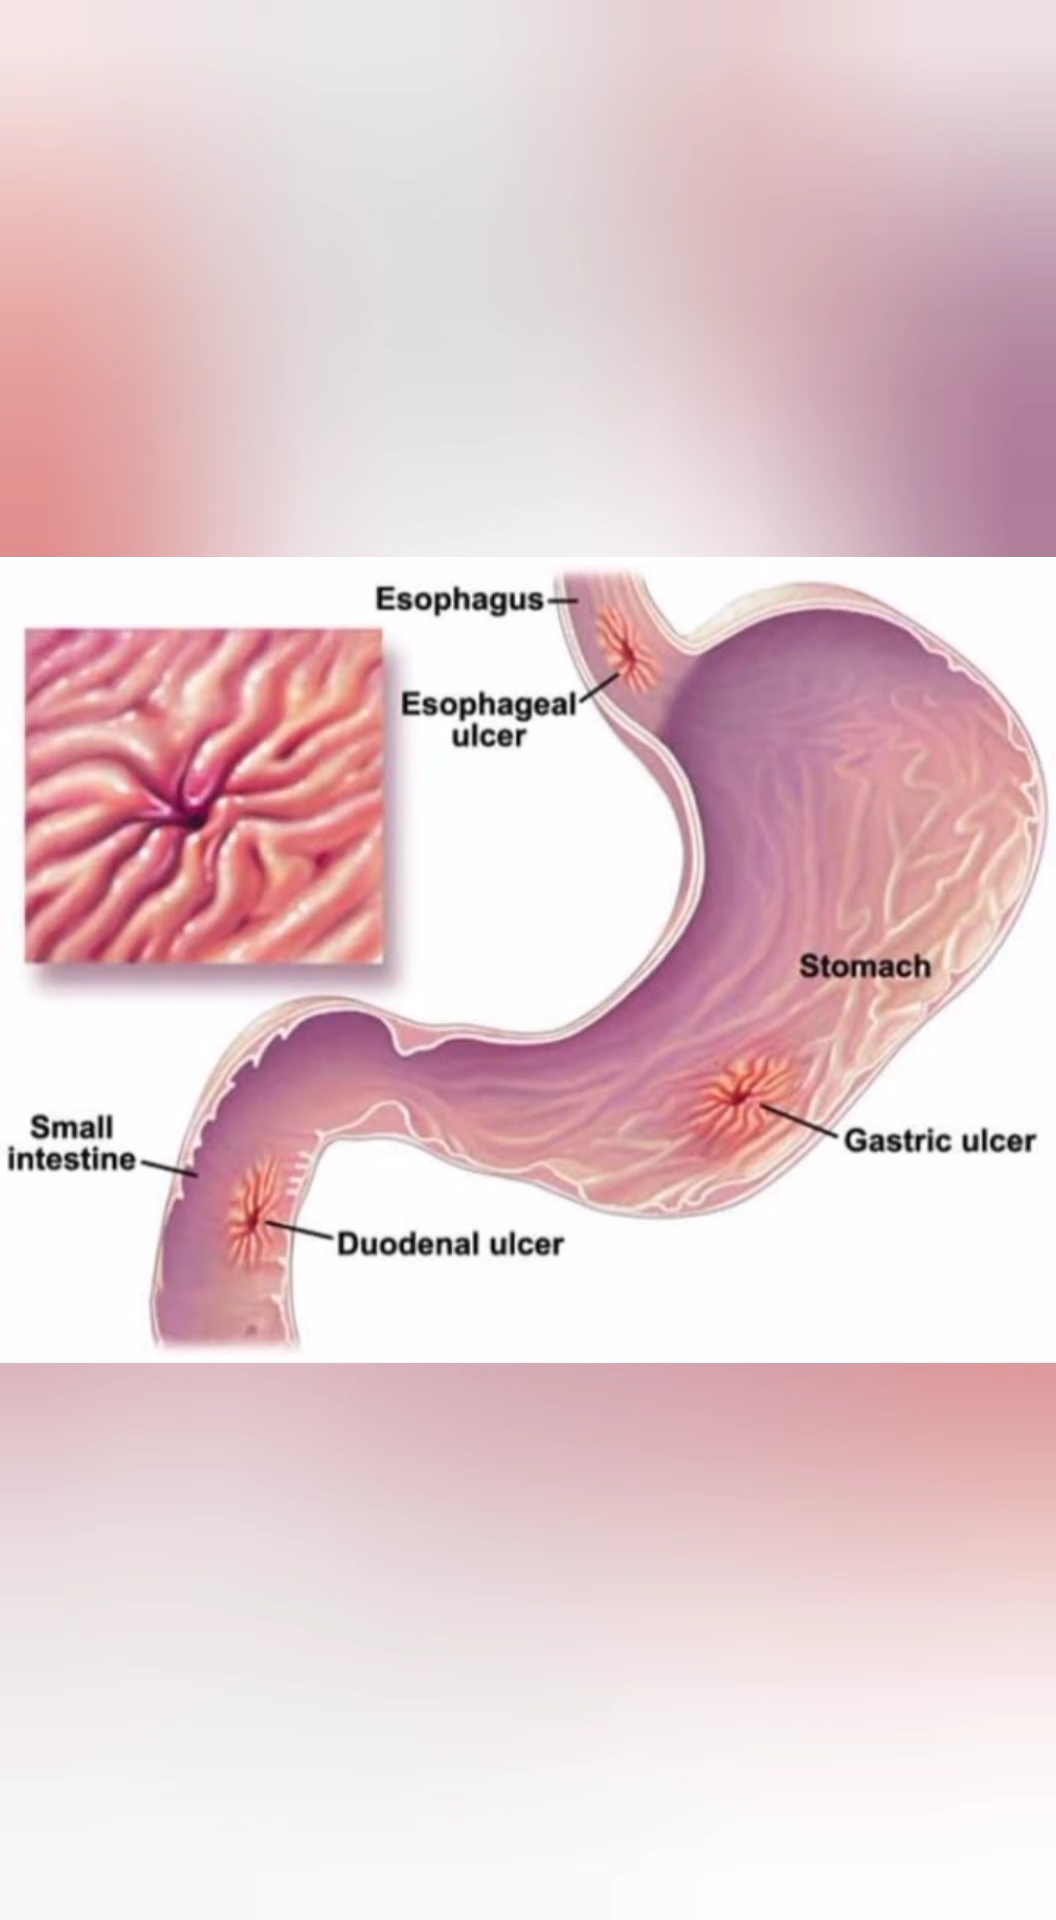 Esophagus
Esophageal
ulcer
Stomach
Small
intestine
Gastric ulcer
Duodenal ulcer